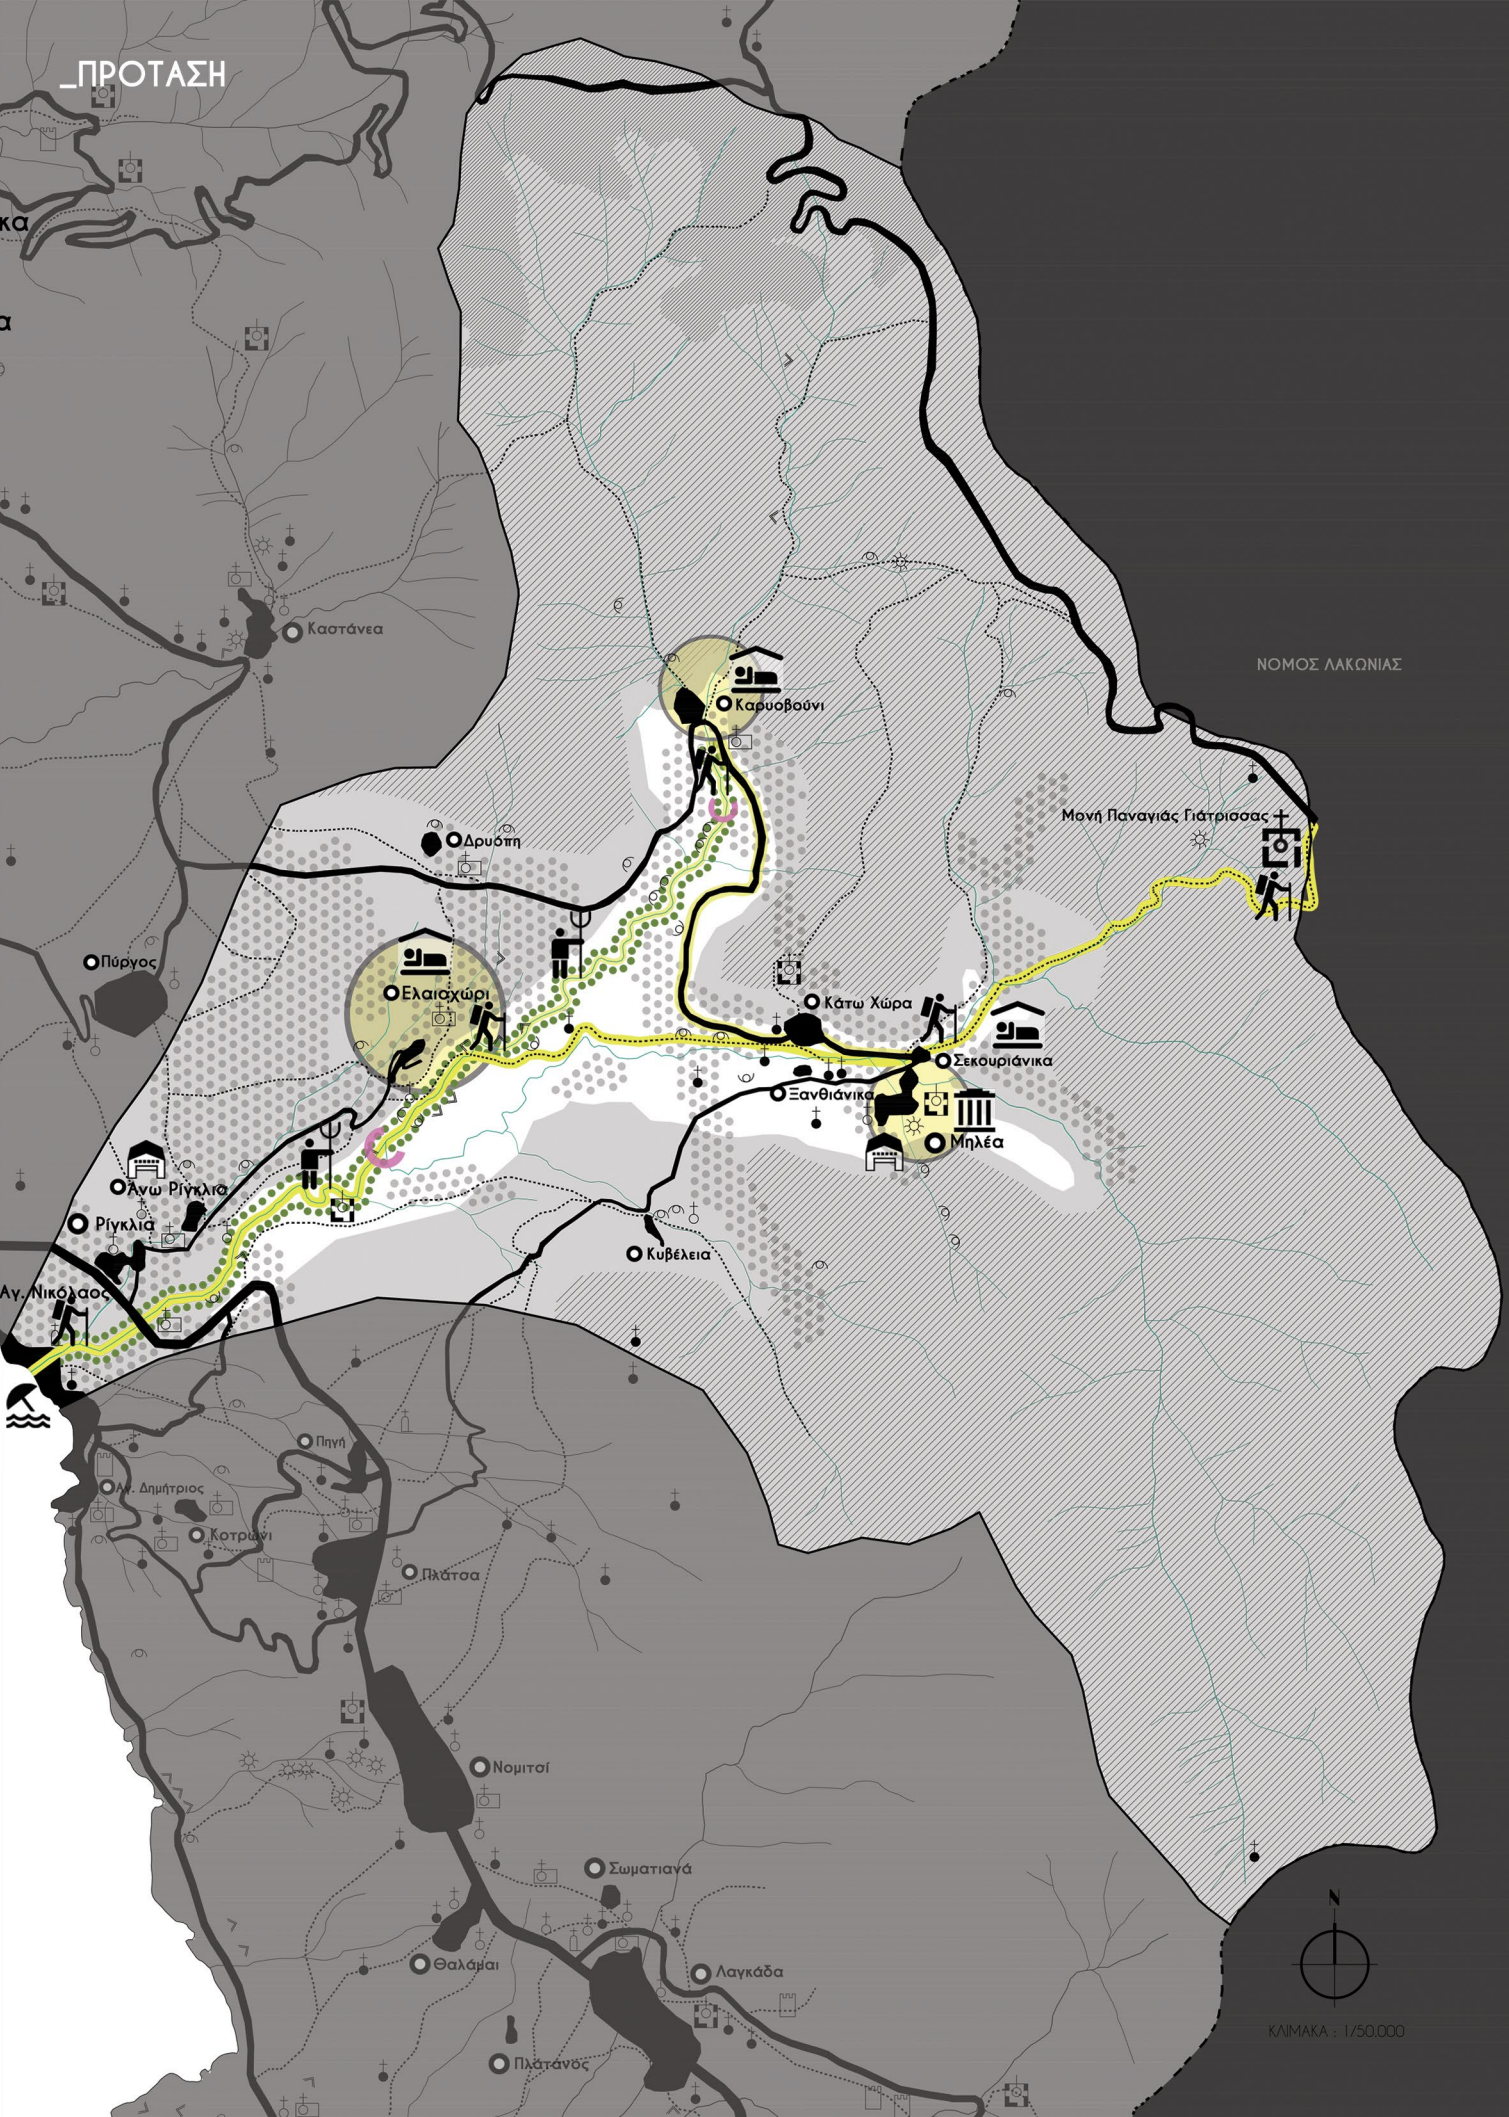 _ΠΡΟΤΑΣΗ
κα
α
Καστάνεα
ΝΟΜΟΣ ΛΑΚΩΝΙΑΣ
Καρυοβούνι
Μονή Παναγιάς Γιάτρισσας
Δρυόπη
Πύργος
Ελαιοχώρι
Κάτω Χώρα
Σεκουριάνικα
Ξανθιάνικα
Μηλέα
Άνω Ρίγκλια
Ρίγκλια
Κυβέλεια
Αγ. Νικόλαος
Πηγή
Αγ. Δημήτριος
Κοτρώνι
Πλάτσα
Νομιτσί
Σωματιανά
Θαλάμαι
Λαγκάδα
Πλάτανος
N
ΚΛΙΜΑΚΑ : 1/50.000